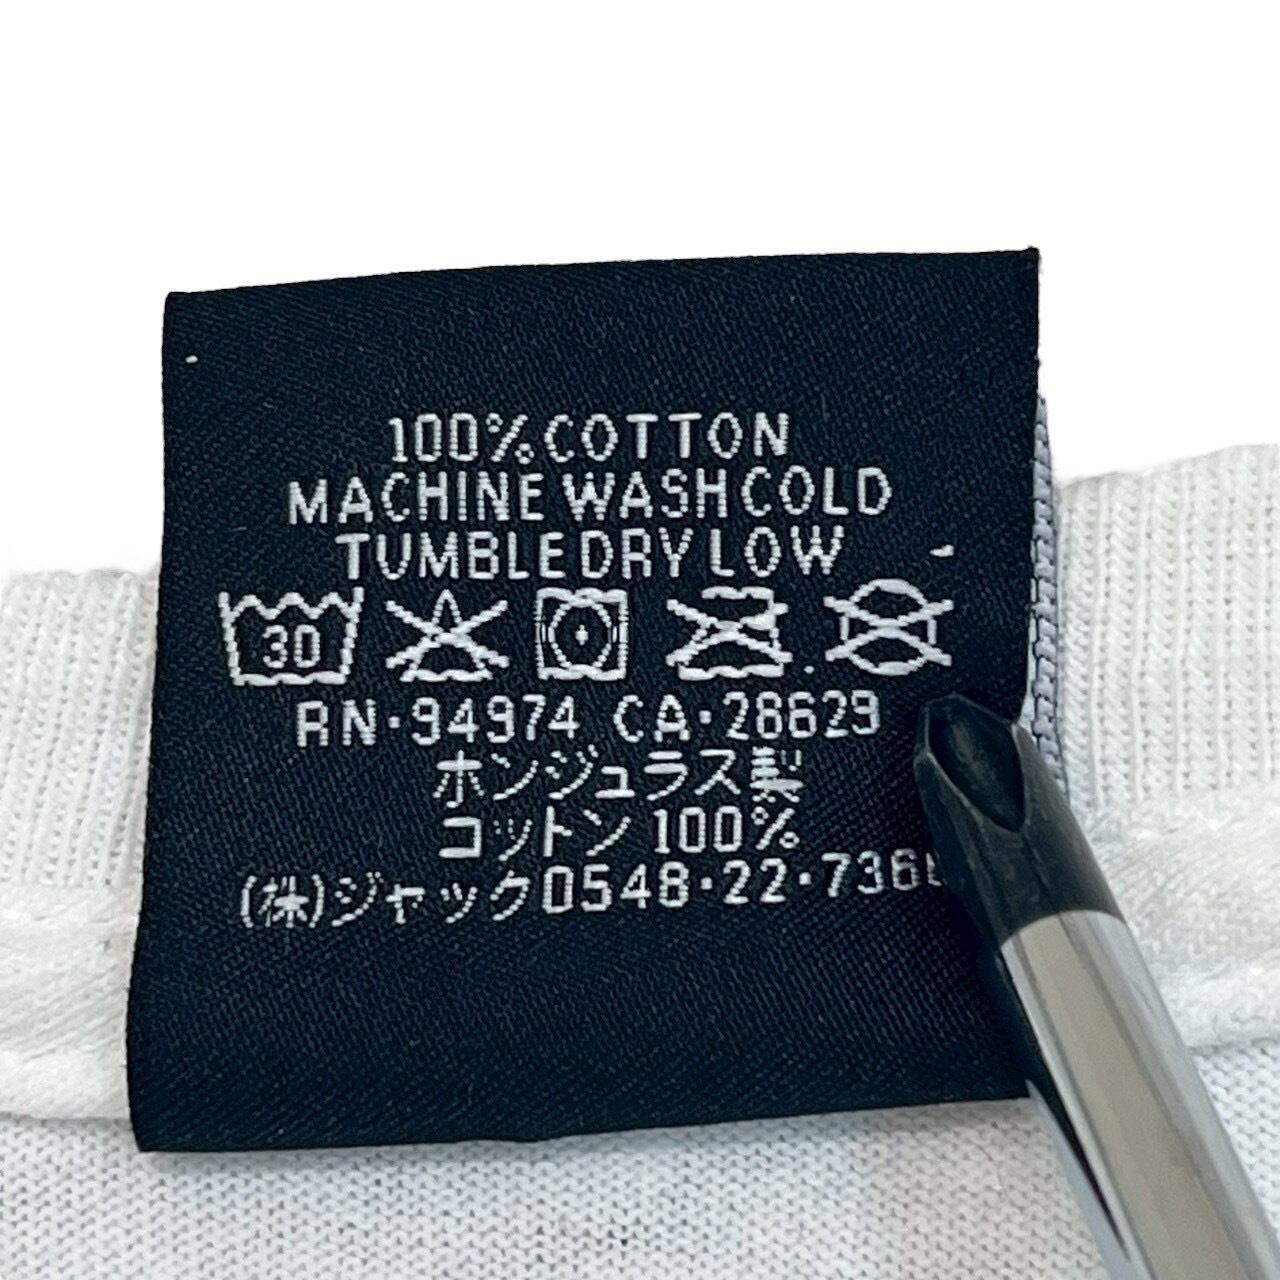 100% COTTON
MACHINE WASH COLD
TUMBLE DRY LOW
30
RN·94974 CA·28629
ホンジュラス製
コットン 100%
(株)ジャック0548·22·736